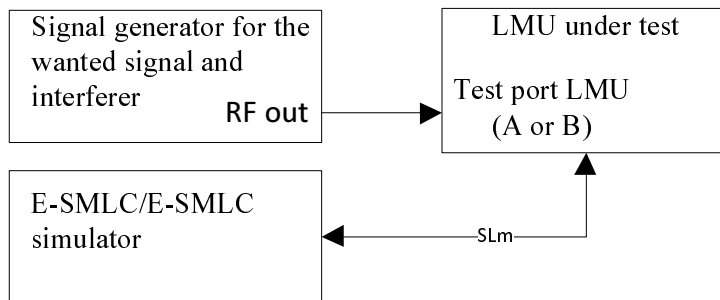 Signal generator for the
wanted signal and
interferer
RF out
LMU under test
Test port LMU
(A or B)
E-SMLC/E-SMLC
simulator
SLm